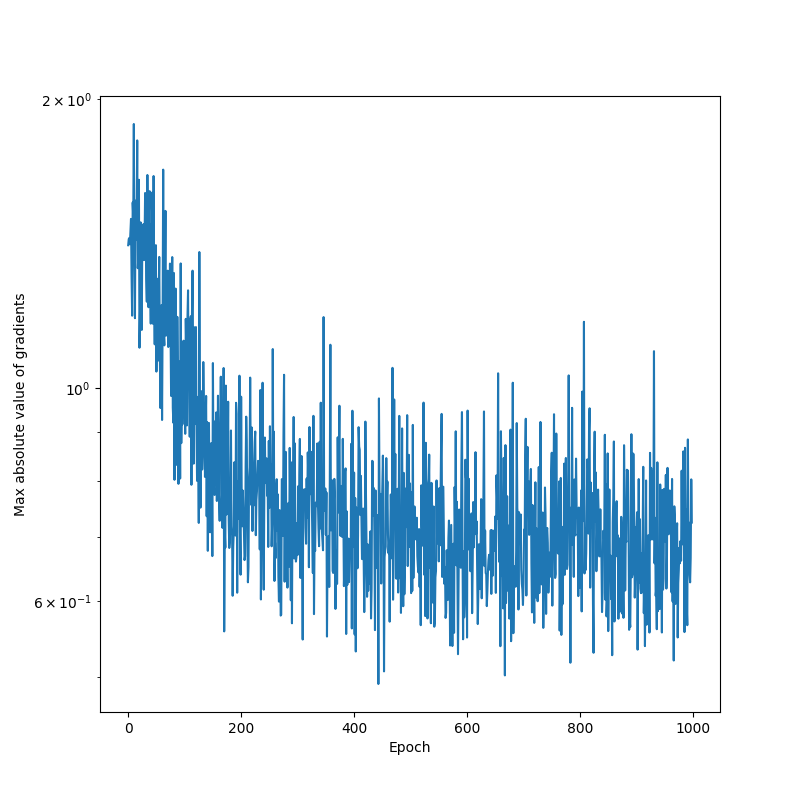 Max absolute value of gradients
2 × 10⁰
10⁰
6 × 10⁻¹
0 200 400 600 800 1000
Epoch